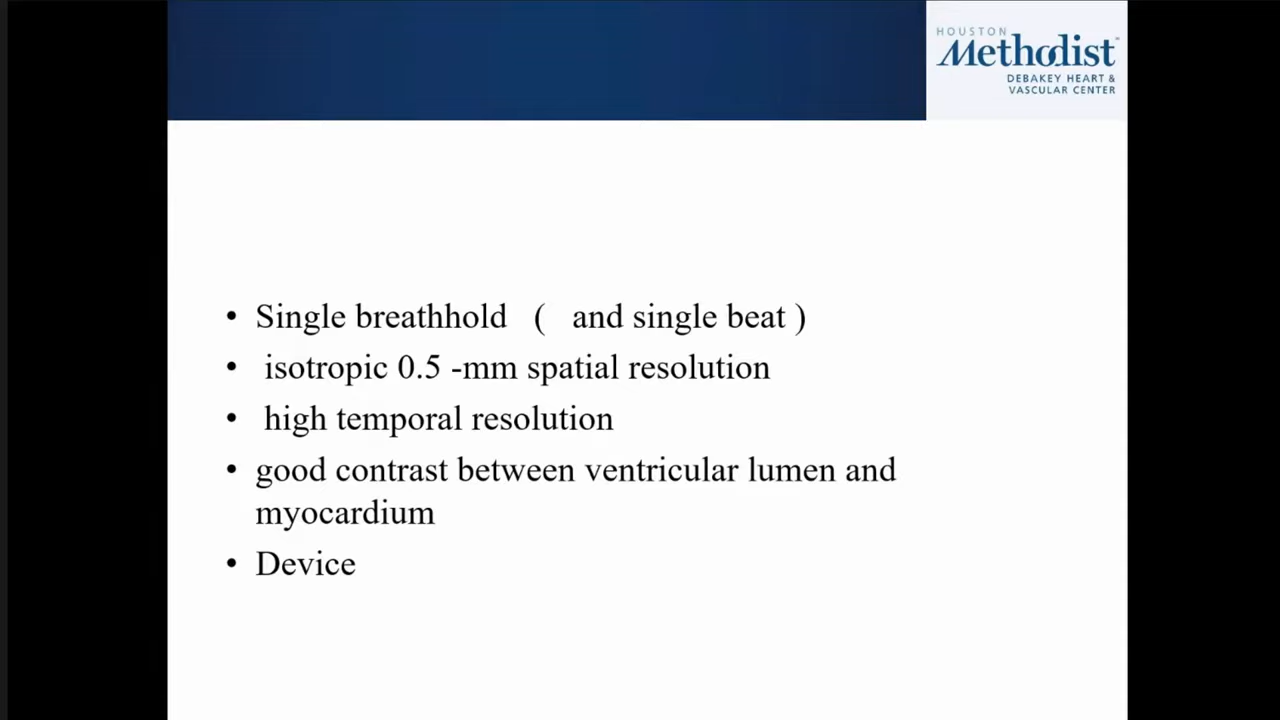 HOUSTON
Methodist
DEBAKEY HEART &
VASCULAR CENTER
• Single breathhold ( and single beat )
• isotropic 0.5 -mm spatial resolution
• high temporal resolution
• good contrast between ventricular lumen and
myocardium
• Device